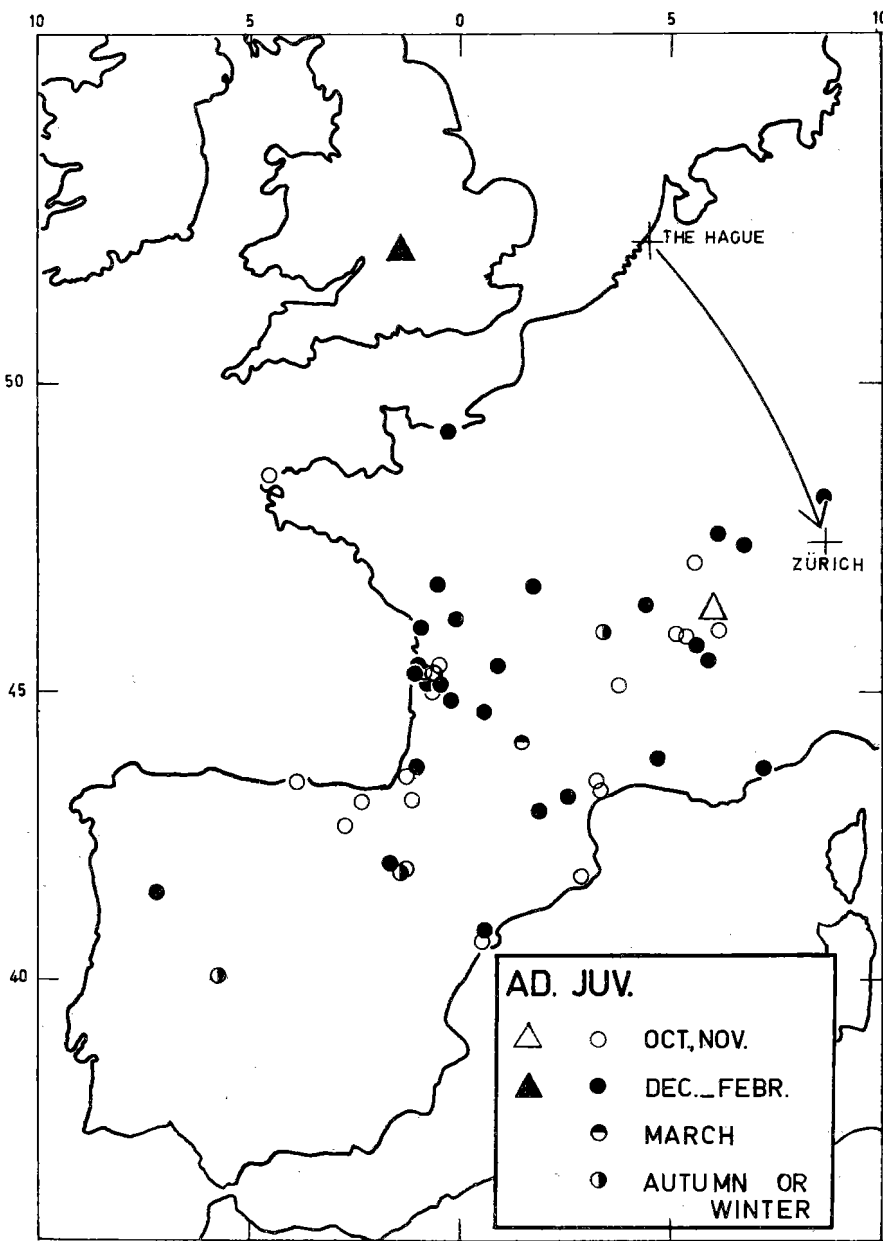 10 5 0 5 10
THE HAGUE
50
ZÜRICH
45
40
AD. JUV.
OCT., NOV.
DEC._FEBR.
MARCH
AUTUMN OR
WINTER